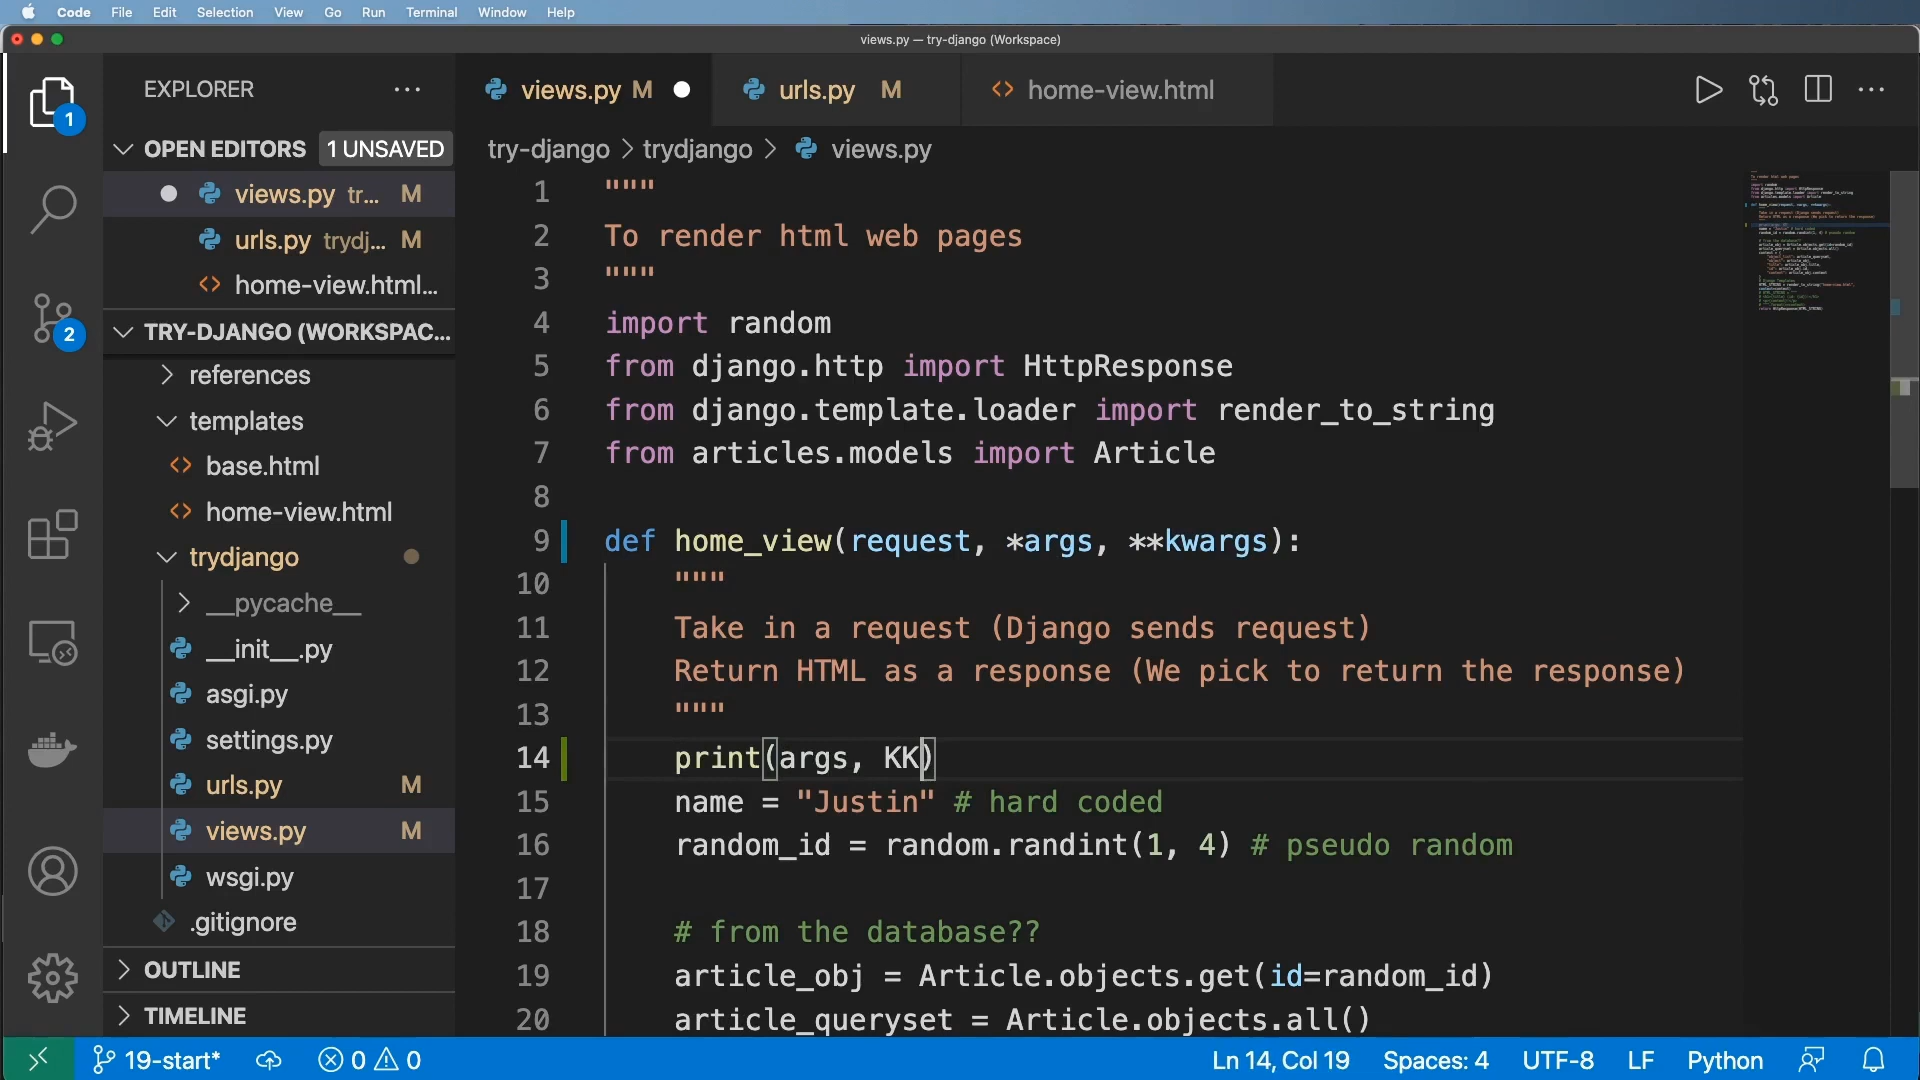 Code File Edit Selection View Go Run Terminal Window Help
views.py — try-django (Workspace)
EXPLORER
OPEN EDITORS 1 UNSAVED
views.py tr... M
urls.py trydj... M
home-view.html...
TRY-DJANGO (WORKSPAC...
references
templates
base.html
home-view.html
trydjango
__pycache__
__init__.py
asgi.py
settings.py
urls.py M
views.py M
wsgi.py
.gitignore
OUTLINE
TIMELINE
1
2
views.py M urls.py M home-view.html
try-django > trydjango > views.py
1 """
2 To render html web pages
3 """
4 import random
5 from django.http import HttpResponse
6 from django.template.loader import render_to_string
7 from articles.models import Article
8
9 def home_view(request, *args, **kwargs):
10 """
11 Take in a request (Django sends request)
12 Return HTML as a response (We pick to return the response)
13 """
14 print(args, KK)
15 name = "Justin" # hard coded
16 random_id = random.randint(1, 4) # pseudo random
17
18 # from the database??
19 article_obj = Article.objects.get(id=random_id)
20 article_queryset = Article.objects.all()
19-start* 0 0 Ln 14, Col 19 Spaces: 4 UTF-8 LF Python